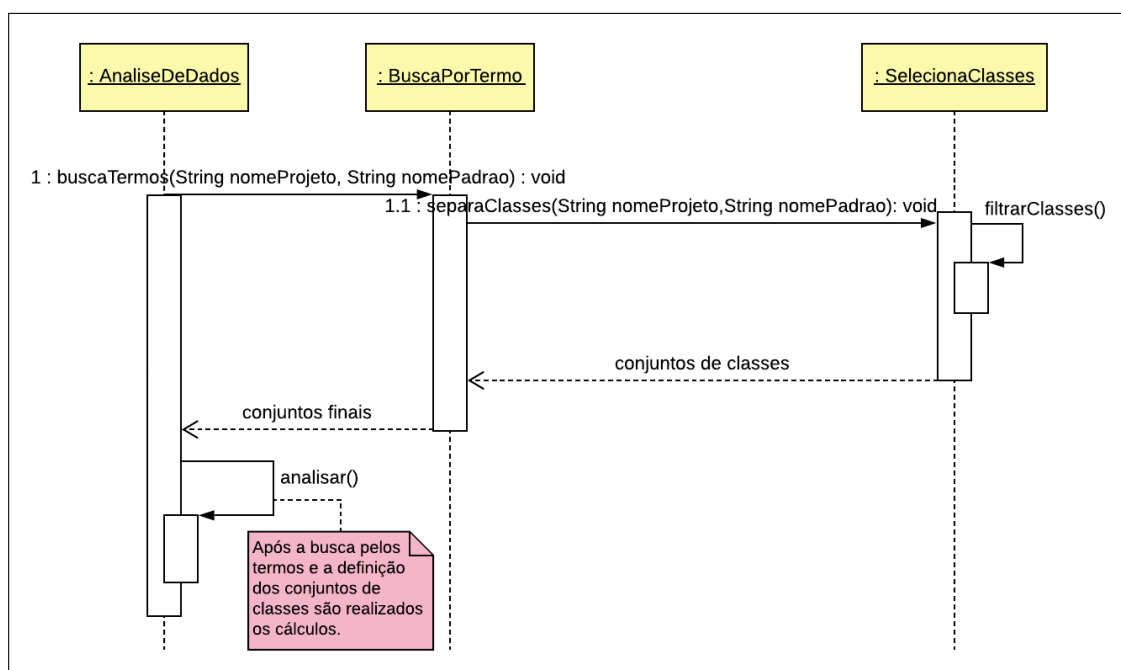 : AnaliseDeDados
: BuscaPorTermo
: SelecionaClasses
1 : buscaTermos(String nomeProjeto, String nomePadrao) : void
1.1 : separaClasses(String nomeProjeto,String nomePadrao): void
filtrarClasses()
conjuntos de classes
conjuntos finais
analisar()
Após a busca pelos
termos e a definição
dos conjuntos de
classes são realizados
os cálculos.